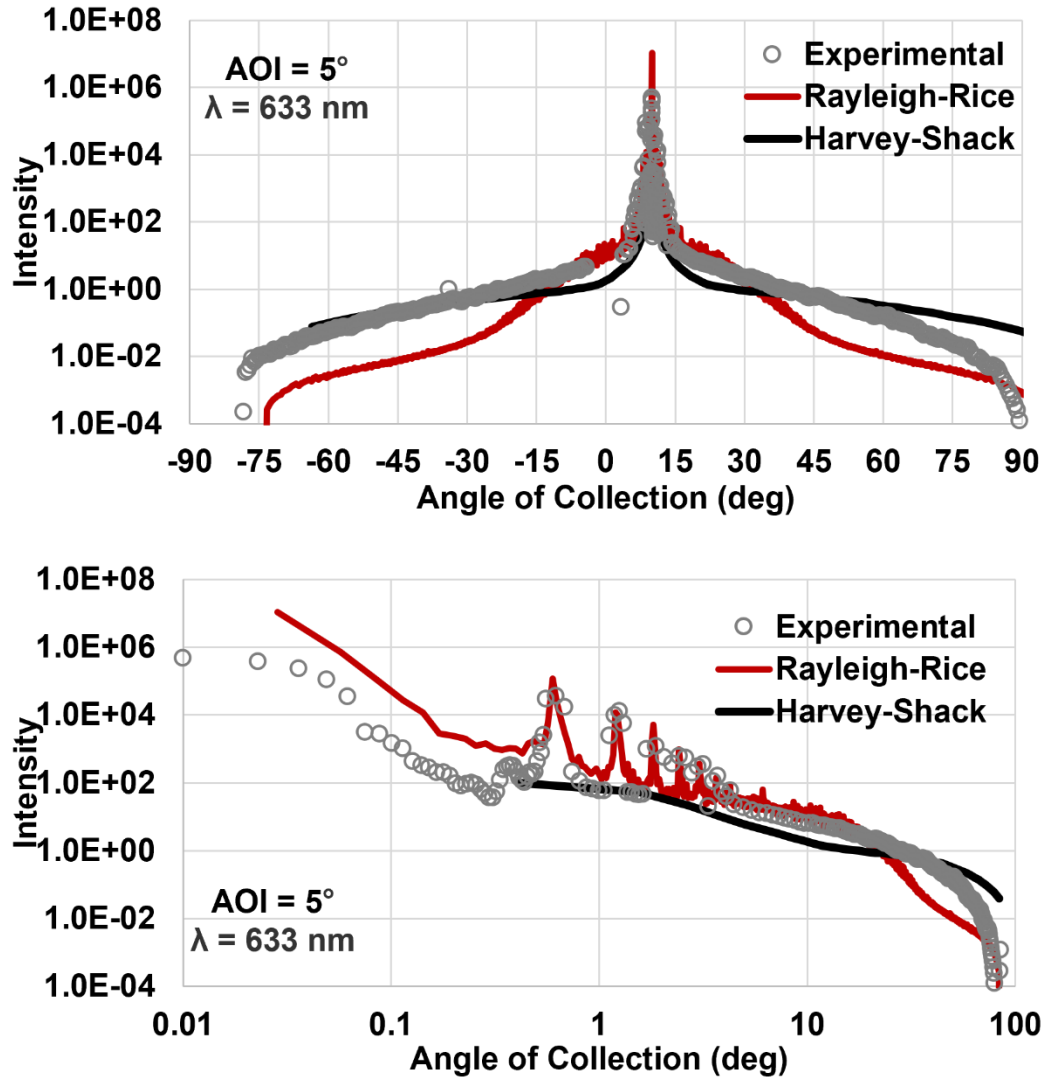 1.0E+08
1.0E+06
1.0E+04
1.0E+02
1.0E+00
1.0E-02
1.0E-04
Intensity
AOI = 5°
λ = 633 nm
Experimental
Rayleigh-Rice
Harvey-Shack
-90 -75 -60 -45 -30 -15 0 15 30 45 60 75 90
Angle of Collection (deg)
1.0E+08
1.0E+06
1.0E+04
1.0E+02
1.0E+00
1.0E-02
1.0E-04
Intensity
Experimental
Rayleigh-Rice
Harvey-Shack
AOI = 5°
λ = 633 nm
0.01 0.1 1 10 100
Angle of Collection (deg)